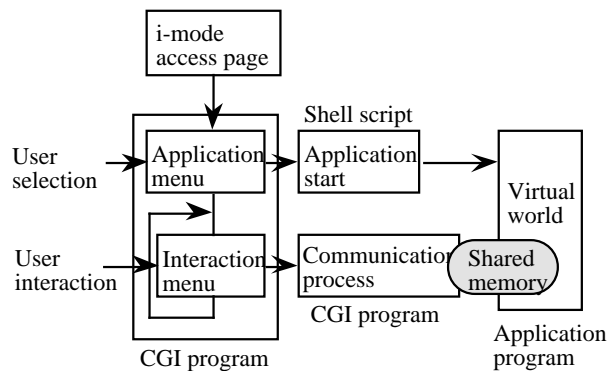 i-mode
access page
Shell script
User
selection
Application
menu
Application
start
Virtual
world
User
interaction
Interaction
menu
Communication
process
Shared
memory
CGI program
CGI program
Application
program